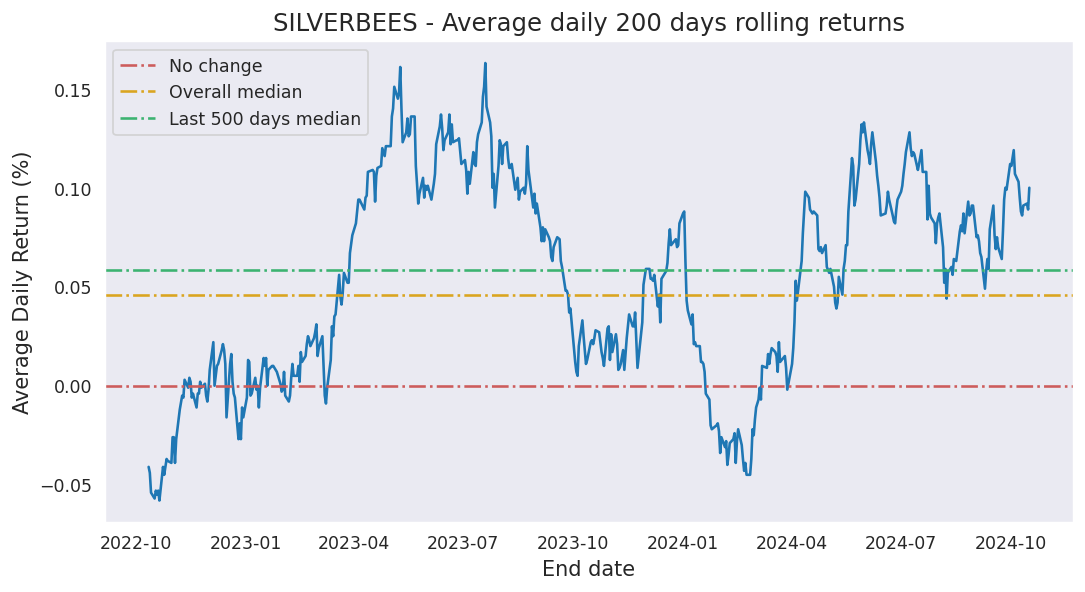 SILVERBEES - Average daily 200 days rolling returns
No change
Overall median
Last 500 days median
Average Daily Return (%)
0.15
0.10
0.05
0.00
−0.05
2022-10 2023-01 2023-04 2023-07 2023-10 2024-01 2024-04 2024-07 2024-10
End date